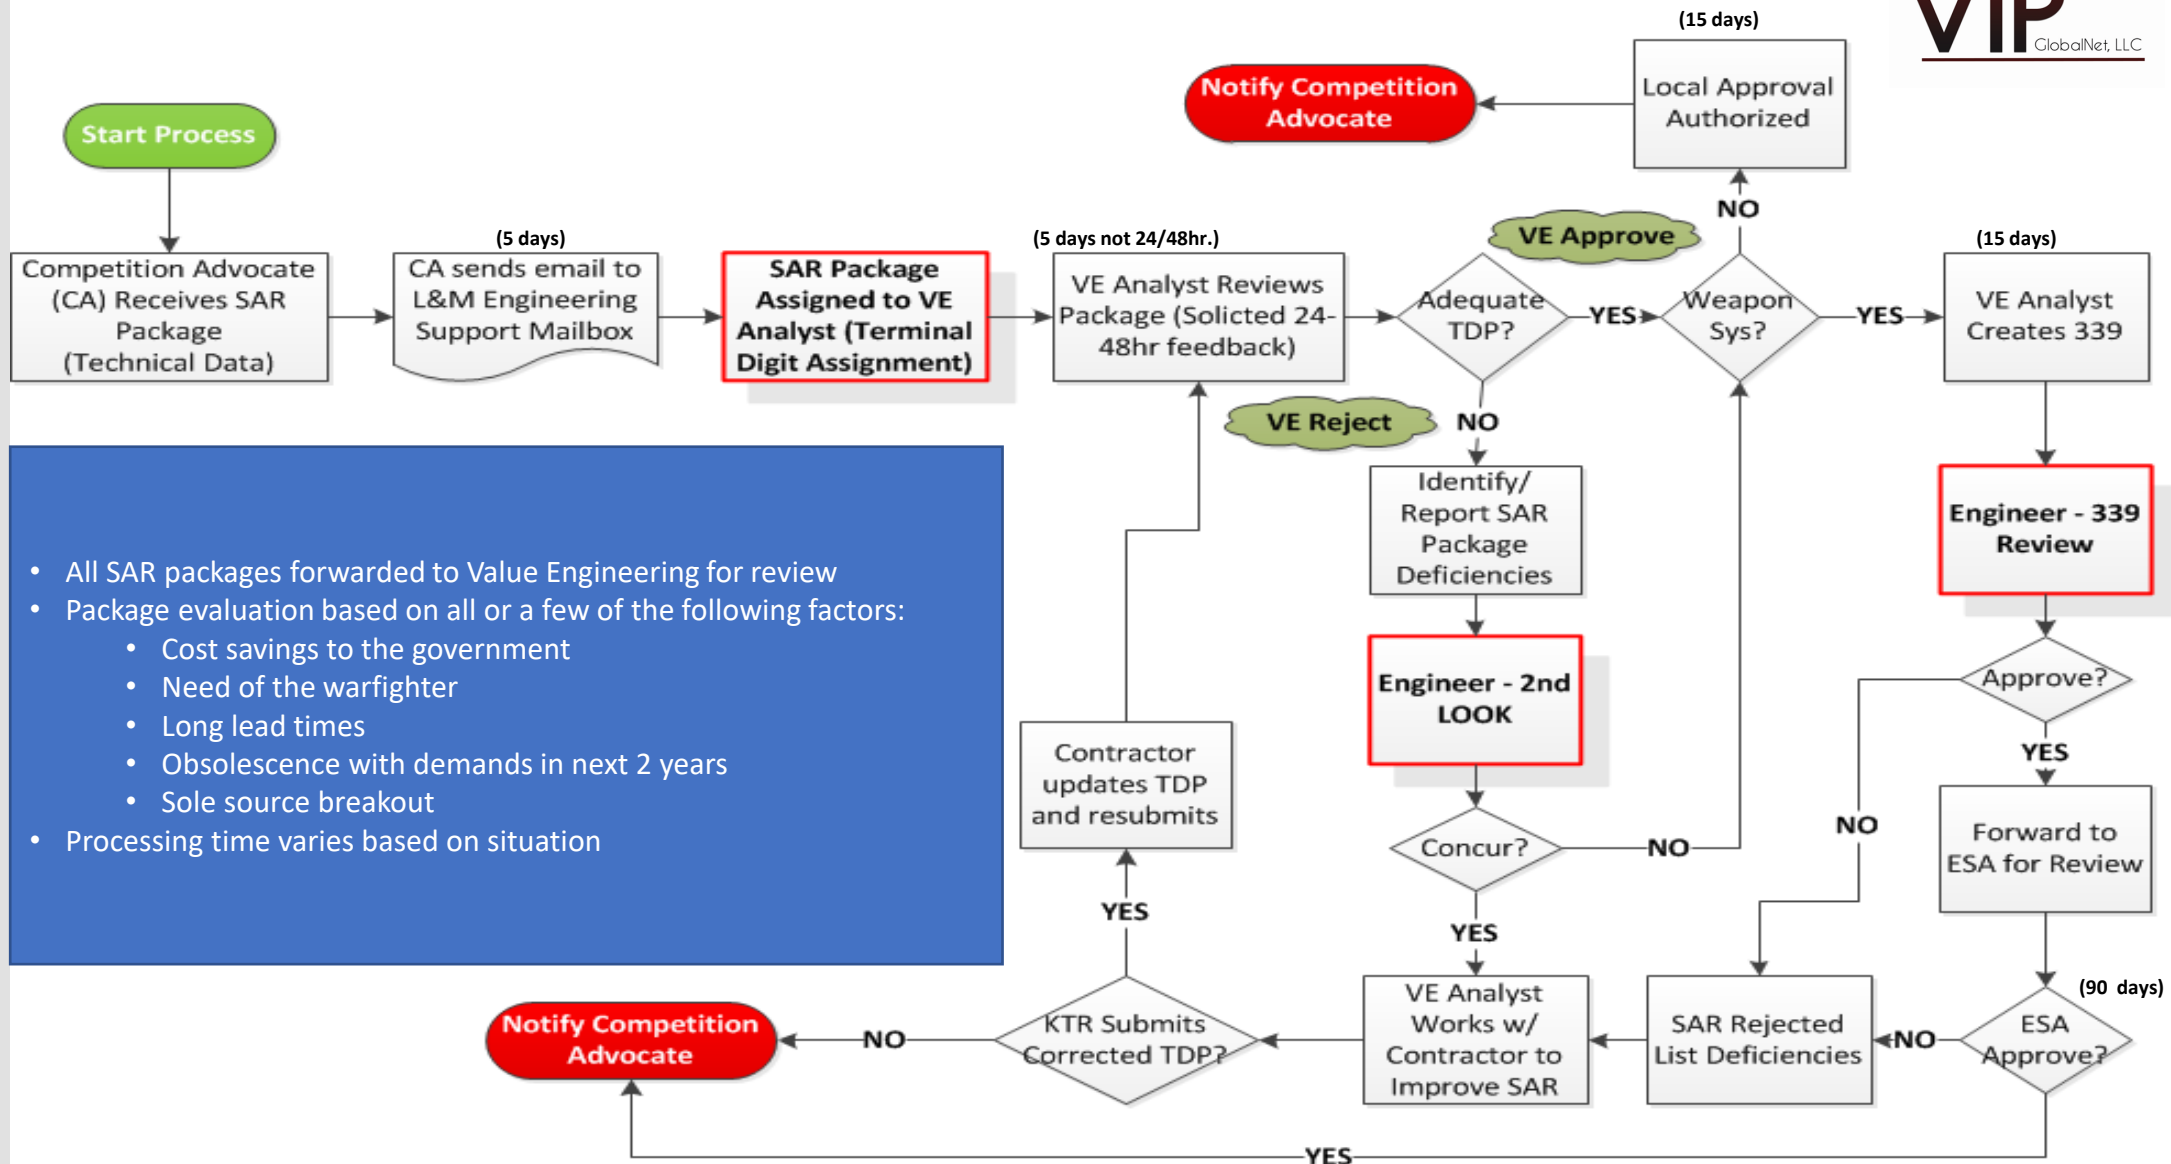 (15 days)
VIP
GlobalNet, LLC
Notify Competition
Advocate
Local Approval
Authorized
Start Process
NO
VE Approve
(5 days)
(5 days not 24/48hr.)
(15 days)
Competition Advocate
(CA) Receives SAR
Package
(Technical Data)
CA sends email to
L&M Engineering
Support Mailbox
SAR Package
Assigned to VE
Analyst (Terminal
Digit Assignment)
VE Analyst Reviews
Package (Solicted 24-
48hr feedback)
Adequate
TDP?
YES
Weapon
Sys?
YES
VE Analyst
Creates 339
VE Reject
NO
Identify/
Report SAR
Package
Deficiencies
Engineer - 339
Review
• All SAR packages forwarded to Value Engineering for review
• Package evaluation based on all or a few of the following factors:
• Cost savings to the government
• Need of the warfighter
• Long lead times
• Obsolescence with demands in next 2 years
• Sole source breakout
• Processing time varies based on situation
Engineer - 2nd
LOOK
Approve?
YES
Contractor
updates TDP
and resubmits
Concur?
NO
NO
Forward to
ESA for Review
YES
YES
Notify Competition
Advocate
NO
KTR Submits
Corrected TDP?
VE Analyst
Works w/
Contractor to
Improve SAR
SAR Rejected
List Deficiencies
NO
(90 days)
ESA
Approve?
YES